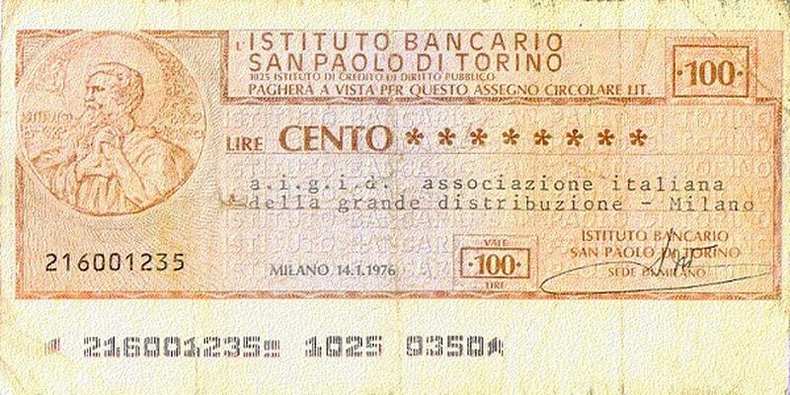 L'ISTITUTO BANCARIO
SAN PAOLO DI TORINO
1025 ISTITUTO DI CREDITO DI DIRITTO PUBBLICO
PAGHERÀ A VISTA PER QUESTO ASSEGNO CIRCOLARE LIT.
·100·
LIRE CENTO * * * * * * * *
a.i.g.i.d. associazione italiana
della grande distribuzione - Milano
216001235
MILANO 14.1.1976
VALE
·100·
LIRE
ISTITUTO BANCARIO
SAN PAOLO DI TORINO
SEDE DI MILANO
216001235 1025 9350